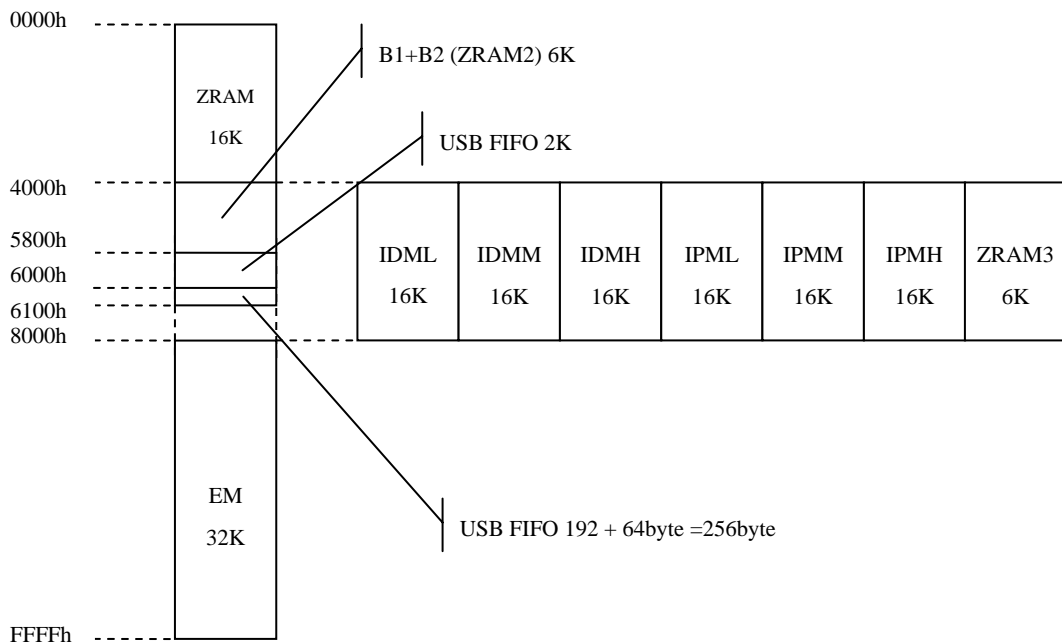 0000h
B1+B2 (ZRAM2) 6K
ZRAM
16K
USB FIFO 2K
4000h
5800h
6000h
6100h
8000h
IDML
16K
IDMM
16K
IDMH
16K
IPML
16K
IPMM
16K
IPMH
16K
ZRAM3
6K
EM
32K
USB FIFO 192 + 64byte =256byte
FFFFh